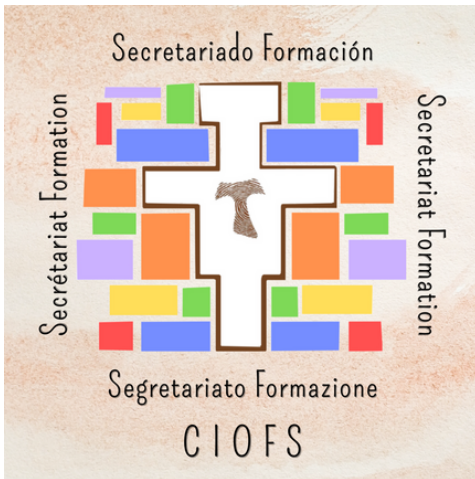 Secretariado Formación
Secrétariat Formation
Secretariat Formation
Segretariato Formazione
CIOFS